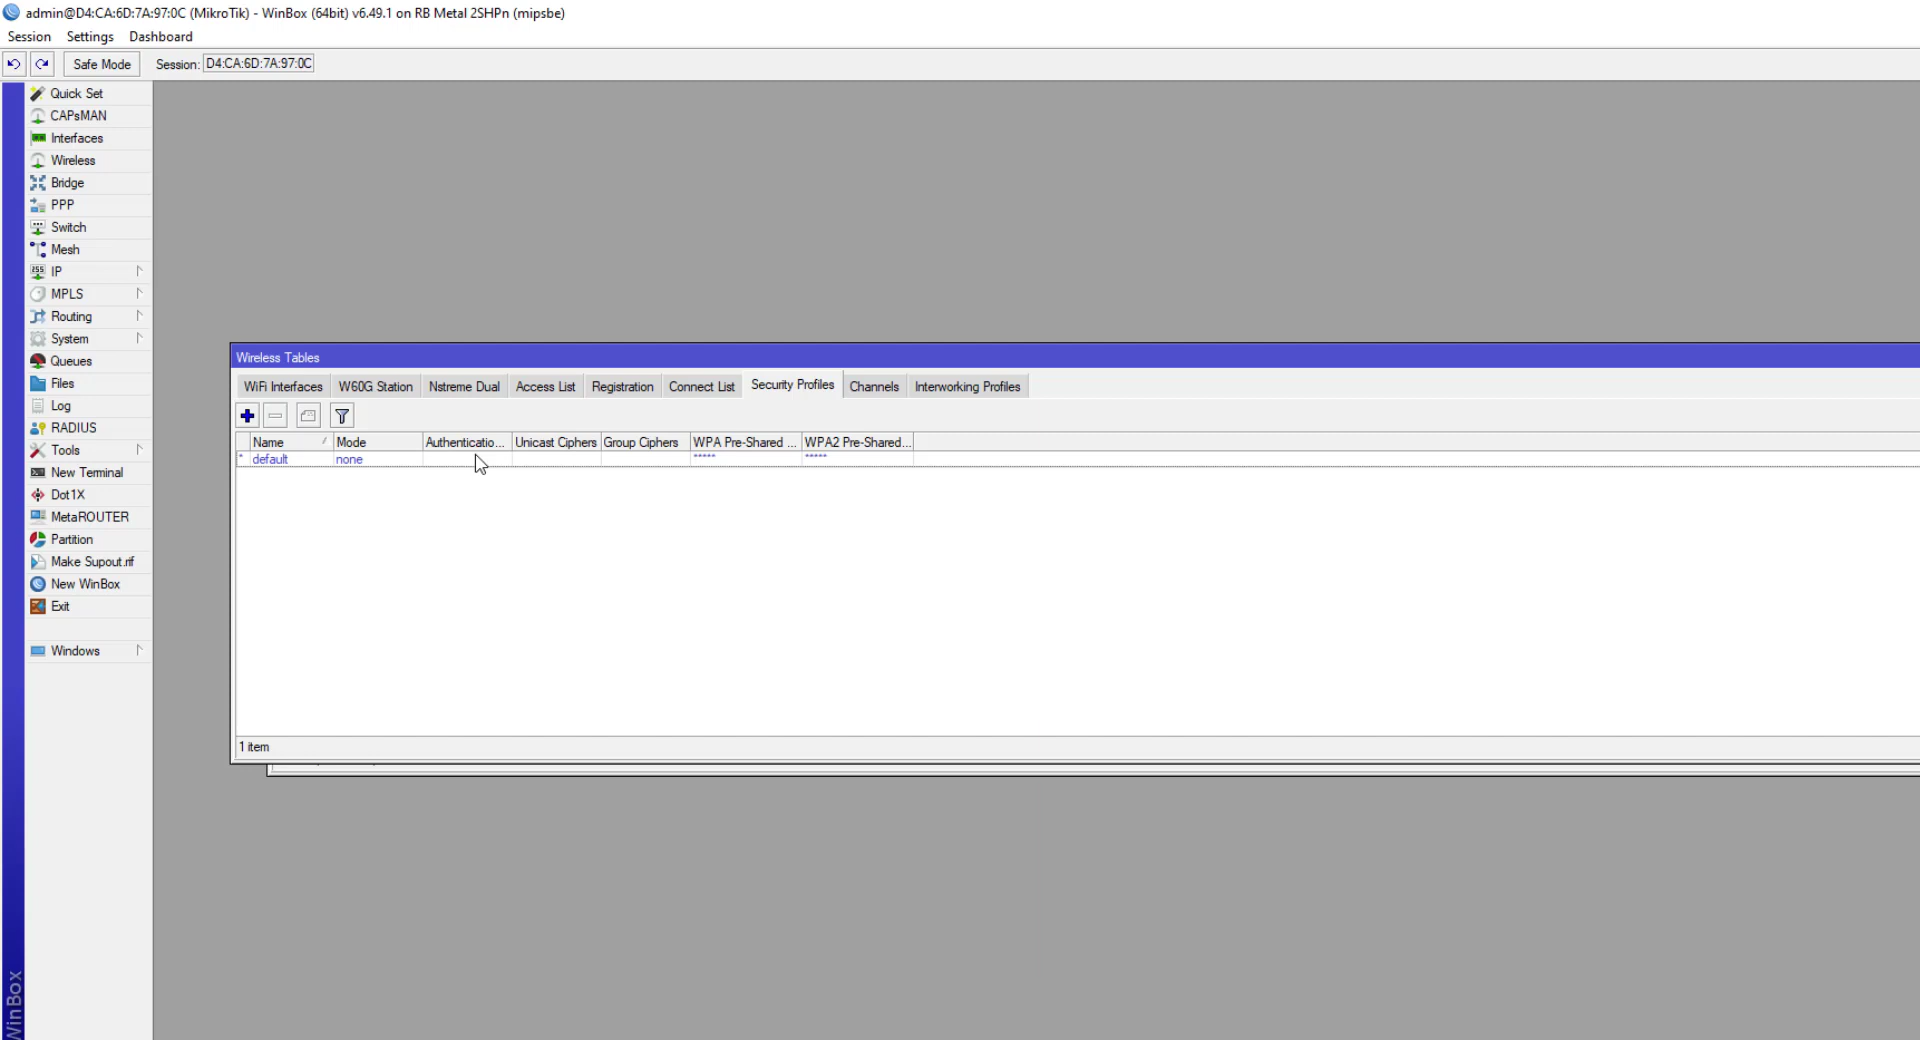 admin@D4:CA:6D:7A:97:0C (MikroTik) - WinBox (64bit) v6.49.1 on RB Metal 2SHPn (mipsbe)
Session Settings Dashboard
Safe Mode Session: D4:CA:6D:7A:97:0C
Quick Set
CAPsMAN
Interfaces
Wireless
Bridge
PPP
Switch
Mesh
IP
MPLS
Routing
System
Queues
Files
Log
RADIUS
Tools
New Terminal
Dot1X
MetaROUTER
Partition
Make Supout.rif
New WinBox
Exit
Windows
WinBox
Wireless Tables
WiFi Interfaces W60G Station Nstreme Dual Access List Registration Connect List Security Profiles Channels Interworking Profiles
Name Mode Authenticatio... Unicast Ciphers Group Ciphers WPA Pre-Shared ... WPA2 Pre-Shared...
* default none ***** *****
1 item